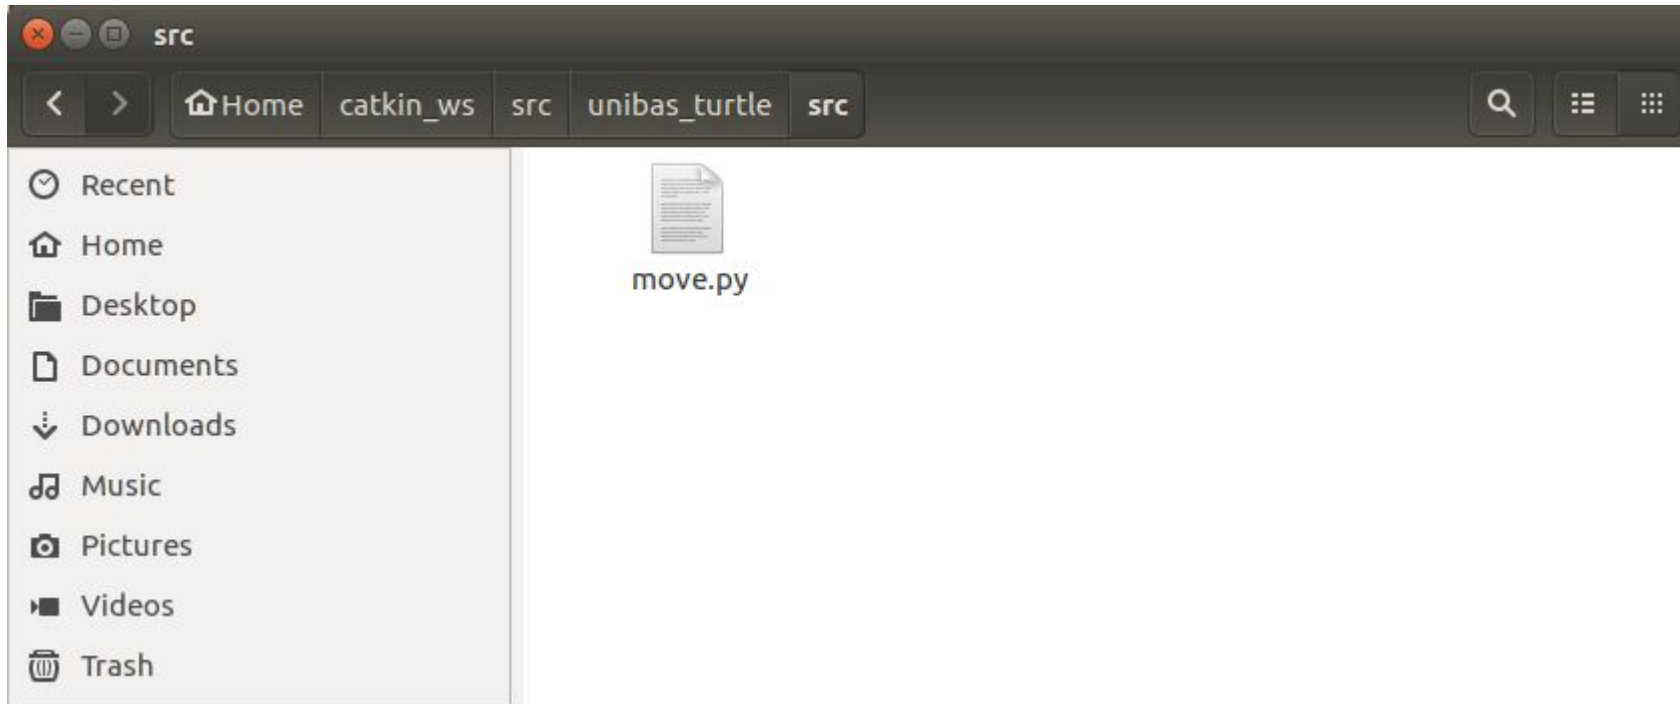 src
Home catkin_ws src unibas_turtle src
Recent
Home
Desktop
Documents
Downloads
Music
Pictures
Videos
Trash
move.py